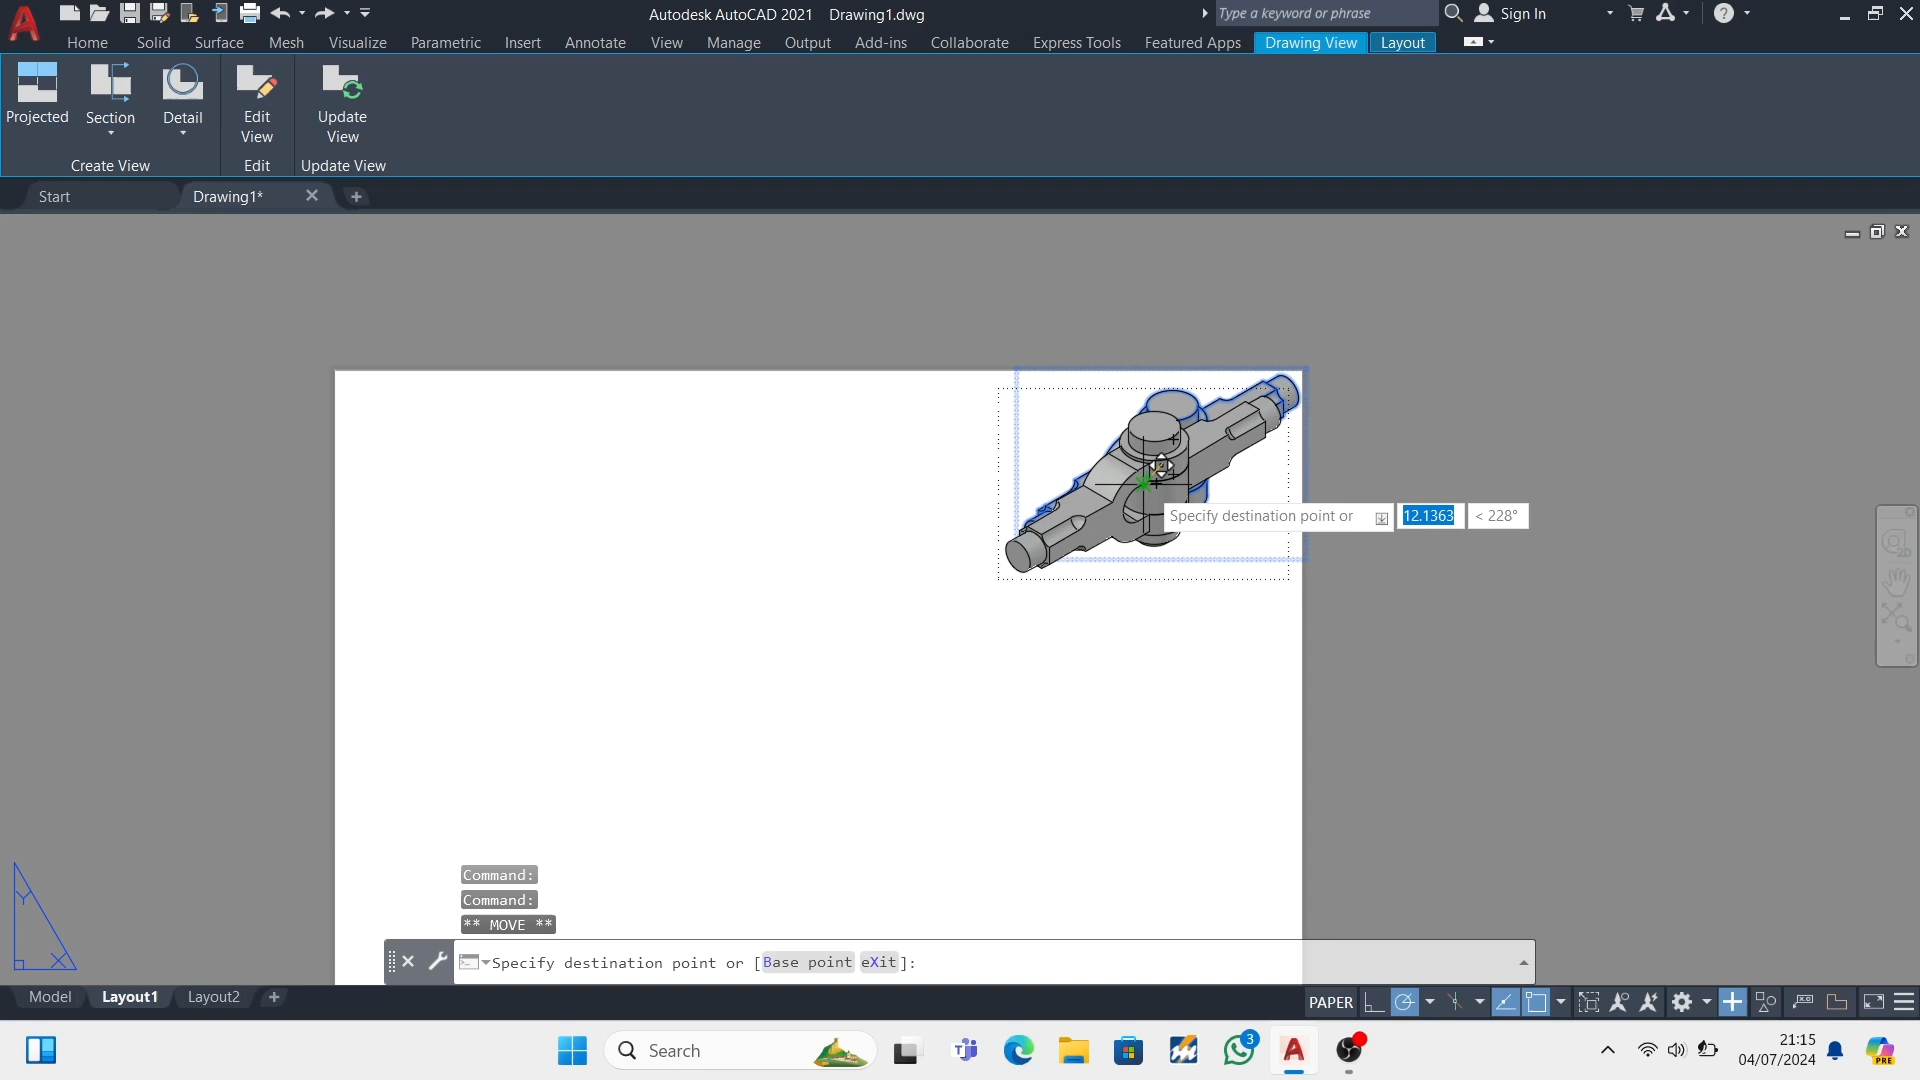 Autodesk AutoCAD 2021 Drawing1.dwg
Type a keyword or phrase
Sign In
Home Solid Surface Mesh Visualize Parametric Insert Annotate View Manage Output Add-ins Collaborate Express Tools Featured Apps Drawing View Layout
Projected Section Detail Edit View Update View
Create View Edit Update View
Start Drawing1*
Specify destination point or 12.1363 < 228°
Y
X
Command:
Command:
** MOVE **
Specify destination point or [Base point eXit]:
Model Layout1 Layout2
PAPER
Search
3
PRE
21:15
04/07/2024